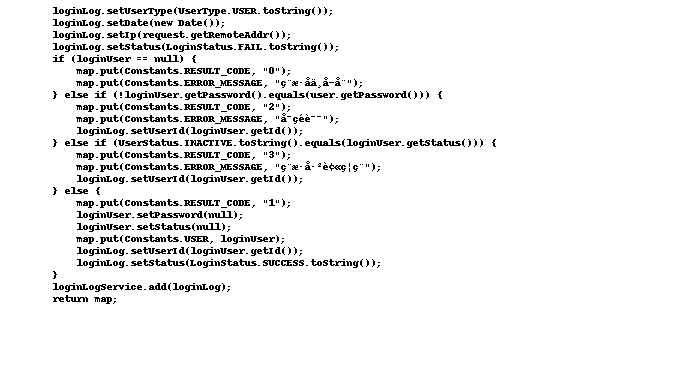 loginLog.setUserType(UserType.USER.toString());
loginLog.setDate(new Date());
loginLog.setIp(request.getRemoteAddr());
loginLog.setStatus(LoginStatus.FAIL.toString());
if (loginUser == null) {
map.put(Constants.RESULT_CODE, "0");
map.put(Constants.ERROR_MESSAGE, "ç¨æ·åä¸å­å¨");
} else if (!loginUser.getPassword().equals(user.getPassword())) {
map.put(Constants.RESULT_CODE, "2");
map.put(Constants.ERROR_MESSAGE, "å¯ç éè¯¯");
loginLog.setUserId(loginUser.getId());
} else if (UserStatus.INACTIVE.toString().equals(loginUser.getStatus())) {
map.put(Constants.RESULT_CODE, "3");
map.put(Constants.ERROR_MESSAGE, "ç¨æ·å·²è¢«ç¦ç¨");
loginLog.setUserId(loginUser.getId());
} else {
map.put(Constants.RESULT_CODE, "1");
loginUser.setPassword(null);
loginUser.setStatus(null);
map.put(Constants.USER, loginUser);
loginLog.setUserId(loginUser.getId());
loginLog.setStatus(LoginStatus.SUCCESS.toString());
}
loginLogService.add(loginLog);
return map;